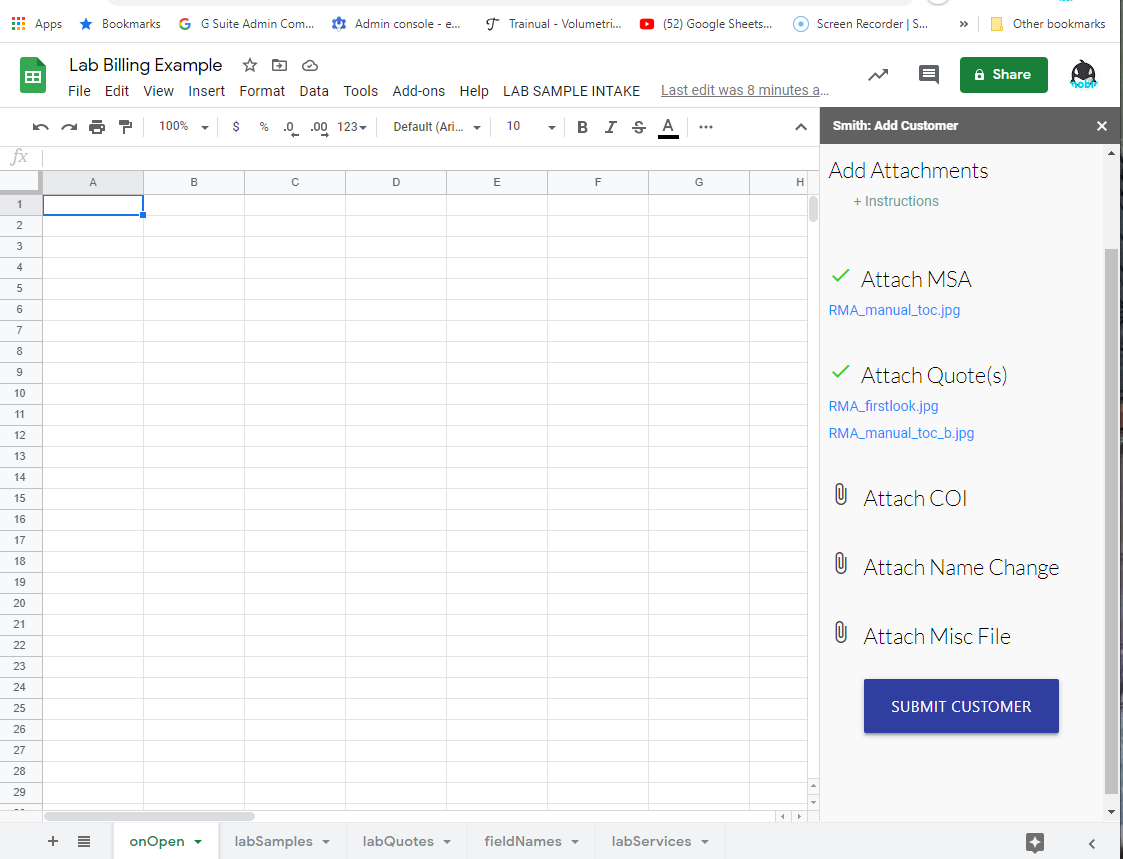 Apps Bookmarks G Suite Admin Com... Admin console - e... Trainual - Volumetri... (52) Google Sheets... Screen Recorder | S... » Other bookmarks
Lab Billing Example
File Edit View Insert Format Data Tools Add-ons Help LAB SAMPLE INTAKE Last edit was 8 minutes a...
Share
100% $ % .0 .00 123 Default (Ari... 10 B I S A
fx
A B C D E F G H
1
2
3
4
5
6
7
8
9
10
11
12
13
14
15
16
17
18
19
20
21
22
23
24
25
26
27
28
29
Smith: Add Customer
Add Attachments
+ Instructions
Attach MSA
RMA_manual_toc.jpg
Attach Quote(s)
RMA_firstlook.jpg
RMA_manual_toc_b.jpg
Attach COI
Attach Name Change
Attach Misc File
SUBMIT CUSTOMER
+ onOpen labSamples labQuotes fieldNames labServices